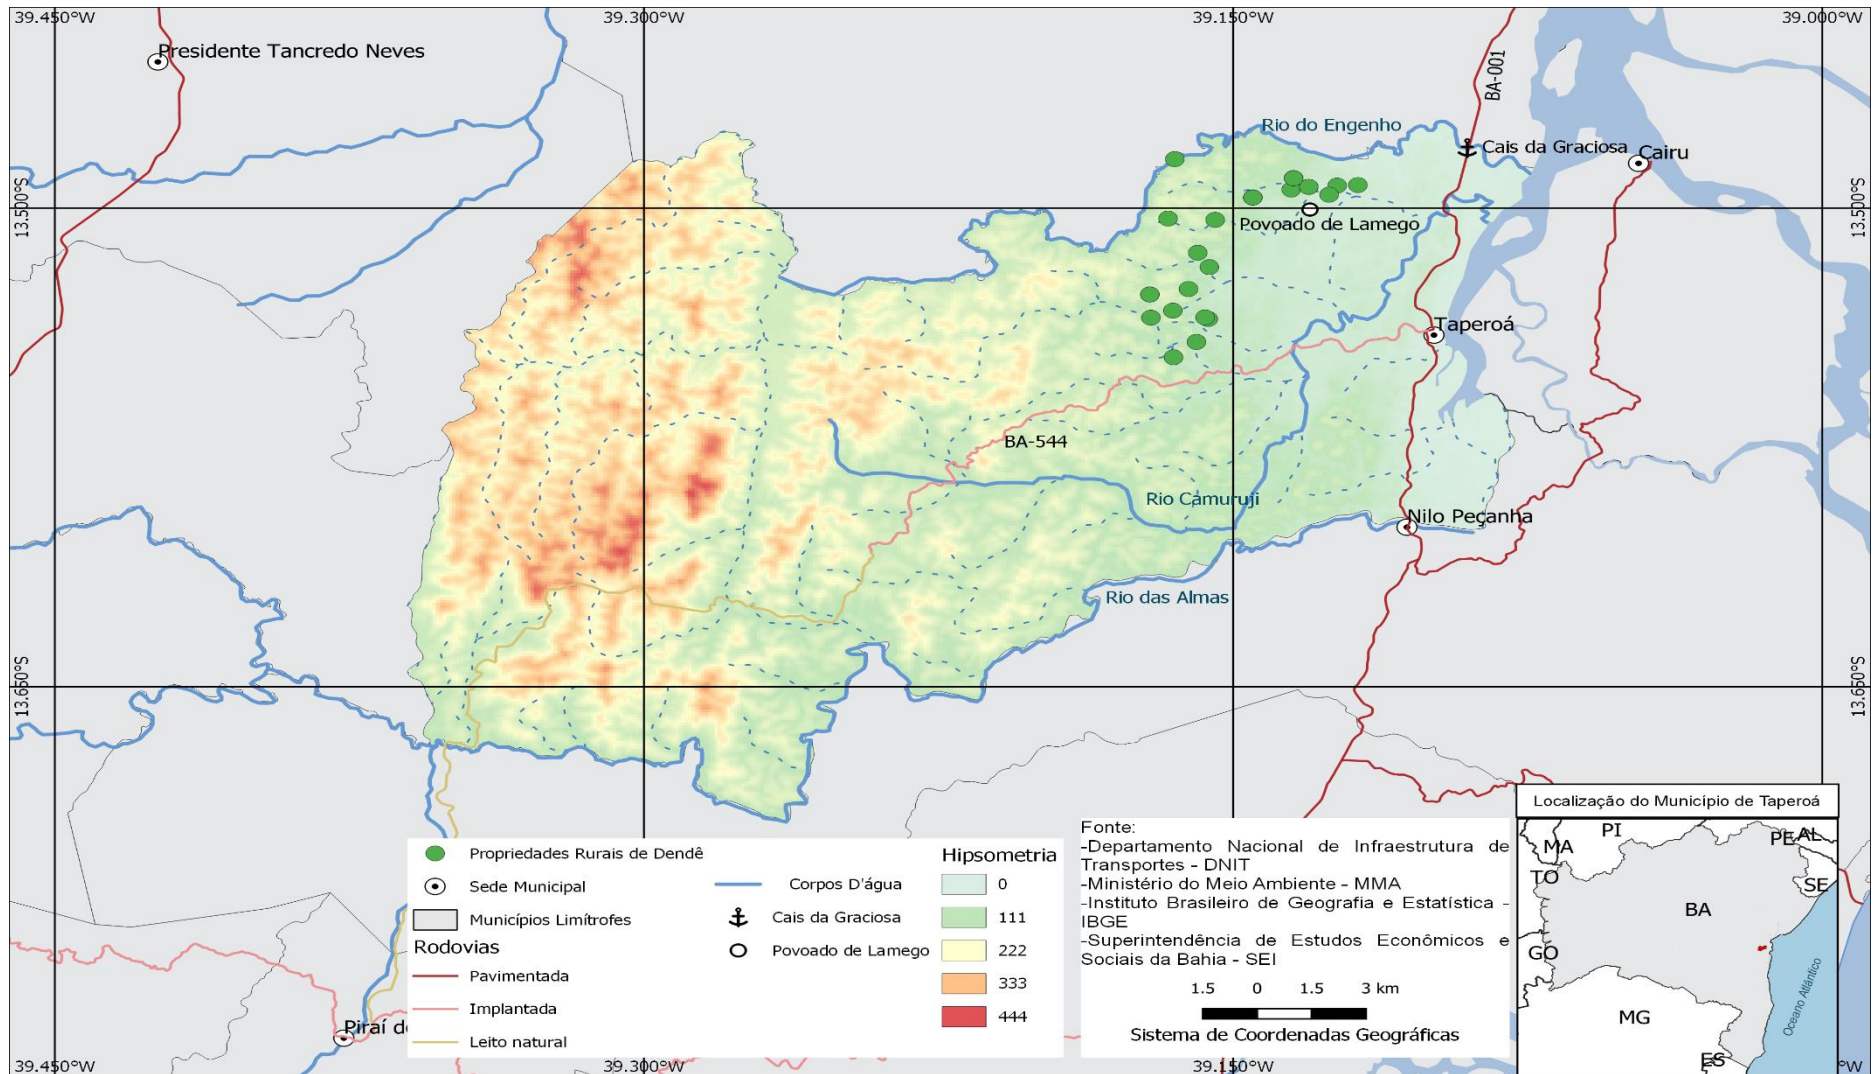 39.450°W
39.300°W
39.150°W
39.000°W
Presidente Tancredo Neves
BA-001
Rio do Engenho
Cais da Graciosa
Cairu
13.500°S
13.500°S
Povoado de Lamego
Taperoá
BA-544
Rio Camuruji
Nilo Peçanha
Rio das Almas
13.650°S
13.650°S
Piraí do
Propriedades Rurais de Dendê
Sede Municipal
Municípios Limítrofes
Rodovias
Pavimentada
Implantada
Leito natural
Corpos D'água
Cais da Graciosa
Povoado de Lamego
Hipsometria
0
111
222
333
444
Fonte:
-Departamento Nacional de Infraestrutura de
Transportes - DNIT
-Ministério do Meio Ambiente - MMA
-Instituto Brasileiro de Geografia e Estatística -
IBGE
-Superintendência de Estudos Econômicos e
Sociais da Bahia - SEI
1.5 0 1.5 3 km
Sistema de Coordenadas Geográficas
Localização do Município de Taperoá
PI
MA
PE
AL
TO
SE
BA
GO
MG
ES
Oceano Atlântico
39.450°W
39.300°W
39.150°W
°W